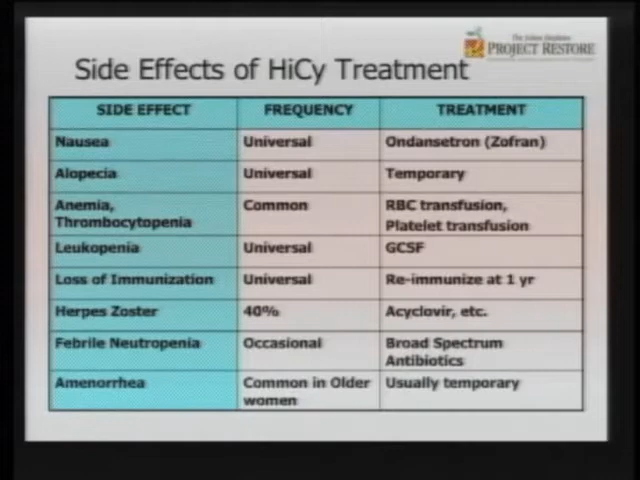 The Johns Hopkins
PROJECT RESTORE
Side Effects of HiCy Treatment
SIDE EFFECT FREQUENCY TREATMENT
Nausea Universal Ondansetron (Zofran)
Alopecia Universal Temporary
Anemia, Common RBC transfusion,
Thrombocytopenia Platelet transfusion
Leukopenia Universal GCSF
Loss of Immunization Universal Re-immunize at 1 yr
Herpes Zoster 40% Acyclovir, etc.
Febrile Neutropenia Occasional Broad Spectrum
Antibiotics
Amenorrhea Common in Older Usually temporary
women